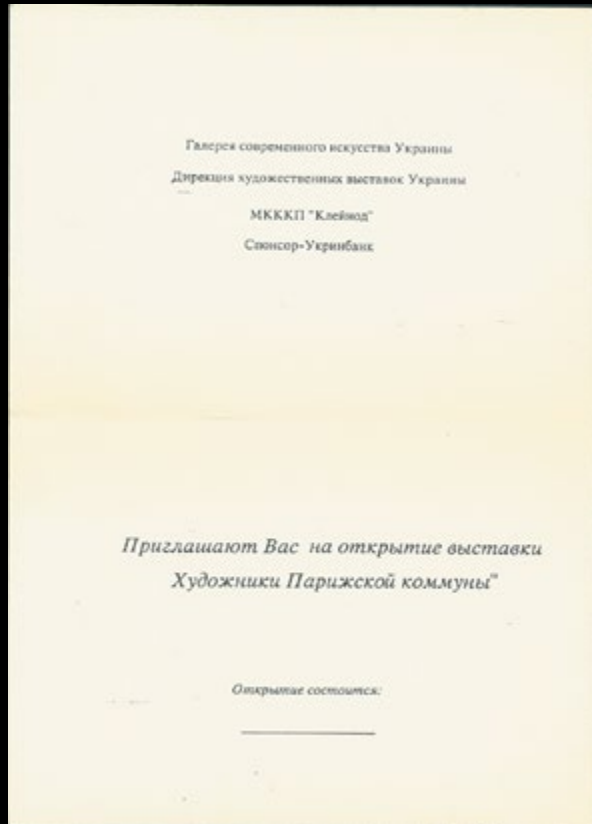 Галерея современного искусства Украины
Дирекция художественных выставок Украины
МКККП "Клейнод"
Спонсор-Укринбанк
Приглашают Вас на открытие выставки
Художники Парижской коммуны"
Открытие состоится: